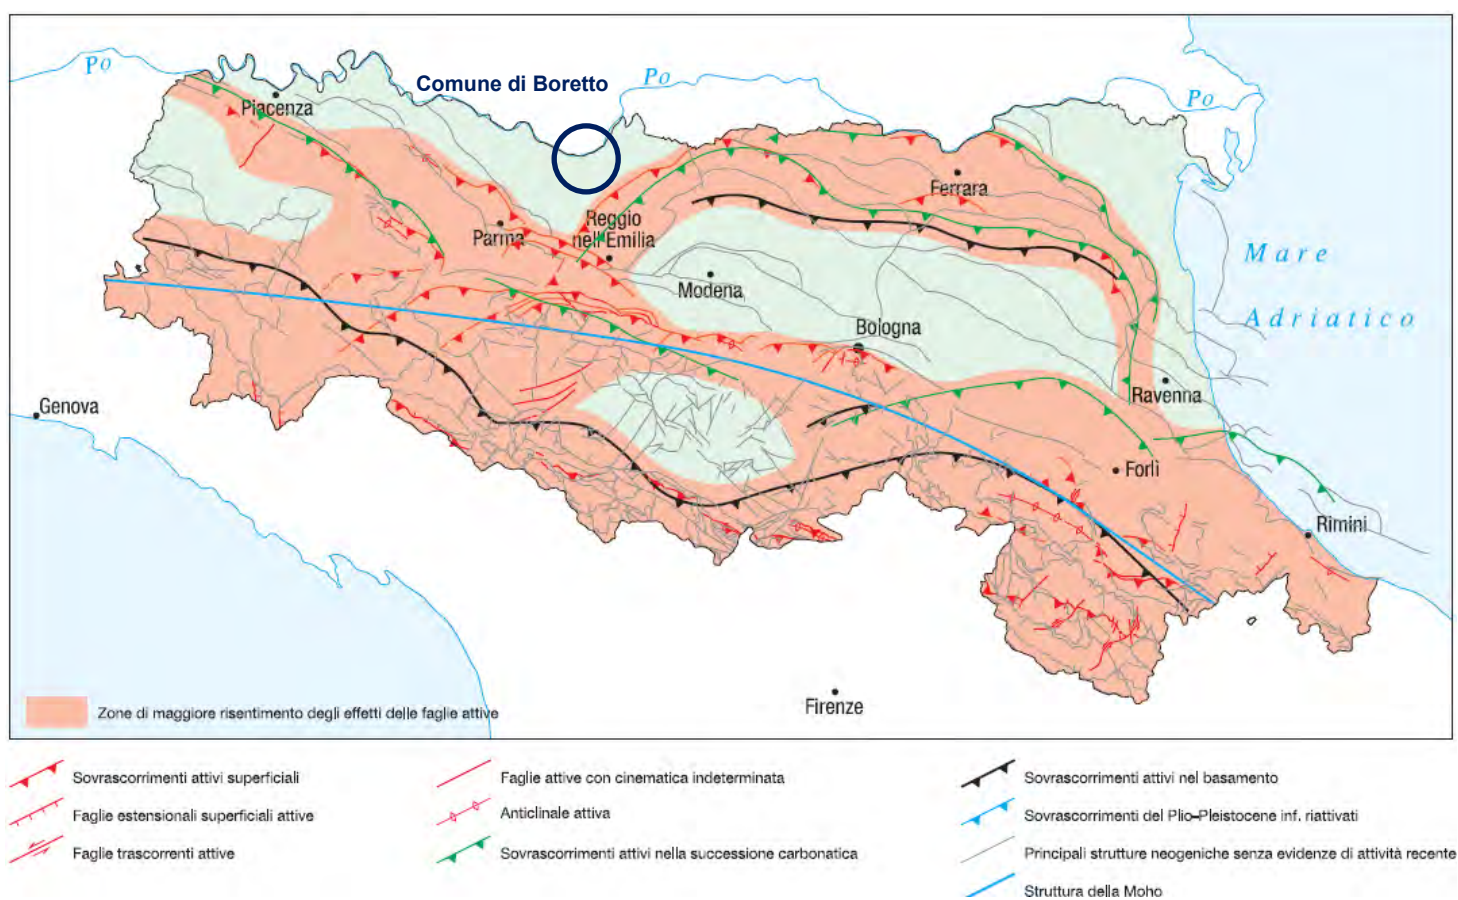 Po
Comune di Boretto
Po
Po
Piacenza
Ferrara
Parma
Reggio
nell'Emilia
Modena
Mare
Adriatico
Bologna
Ravenna
Genova
Forlì
Rimini
Firenze
Zone di maggiore risentimento degli effetti delle faglie attive
Sovrascorrimenti attivi superficiali
Faglie estensionali superficiali attive
Faglie trascorrenti attive
Faglie attive con cinematica indeterminata
Anticlinale attiva
Sovrascorrimenti attivi nella successione carbonatica
Sovrascorrimenti attivi nel basamento
Sovrascorrimenti del Plio–Pleistocene inf. riattivati
Principali strutture neogeniche senza evidenze di attività recente
Struttura della Moho